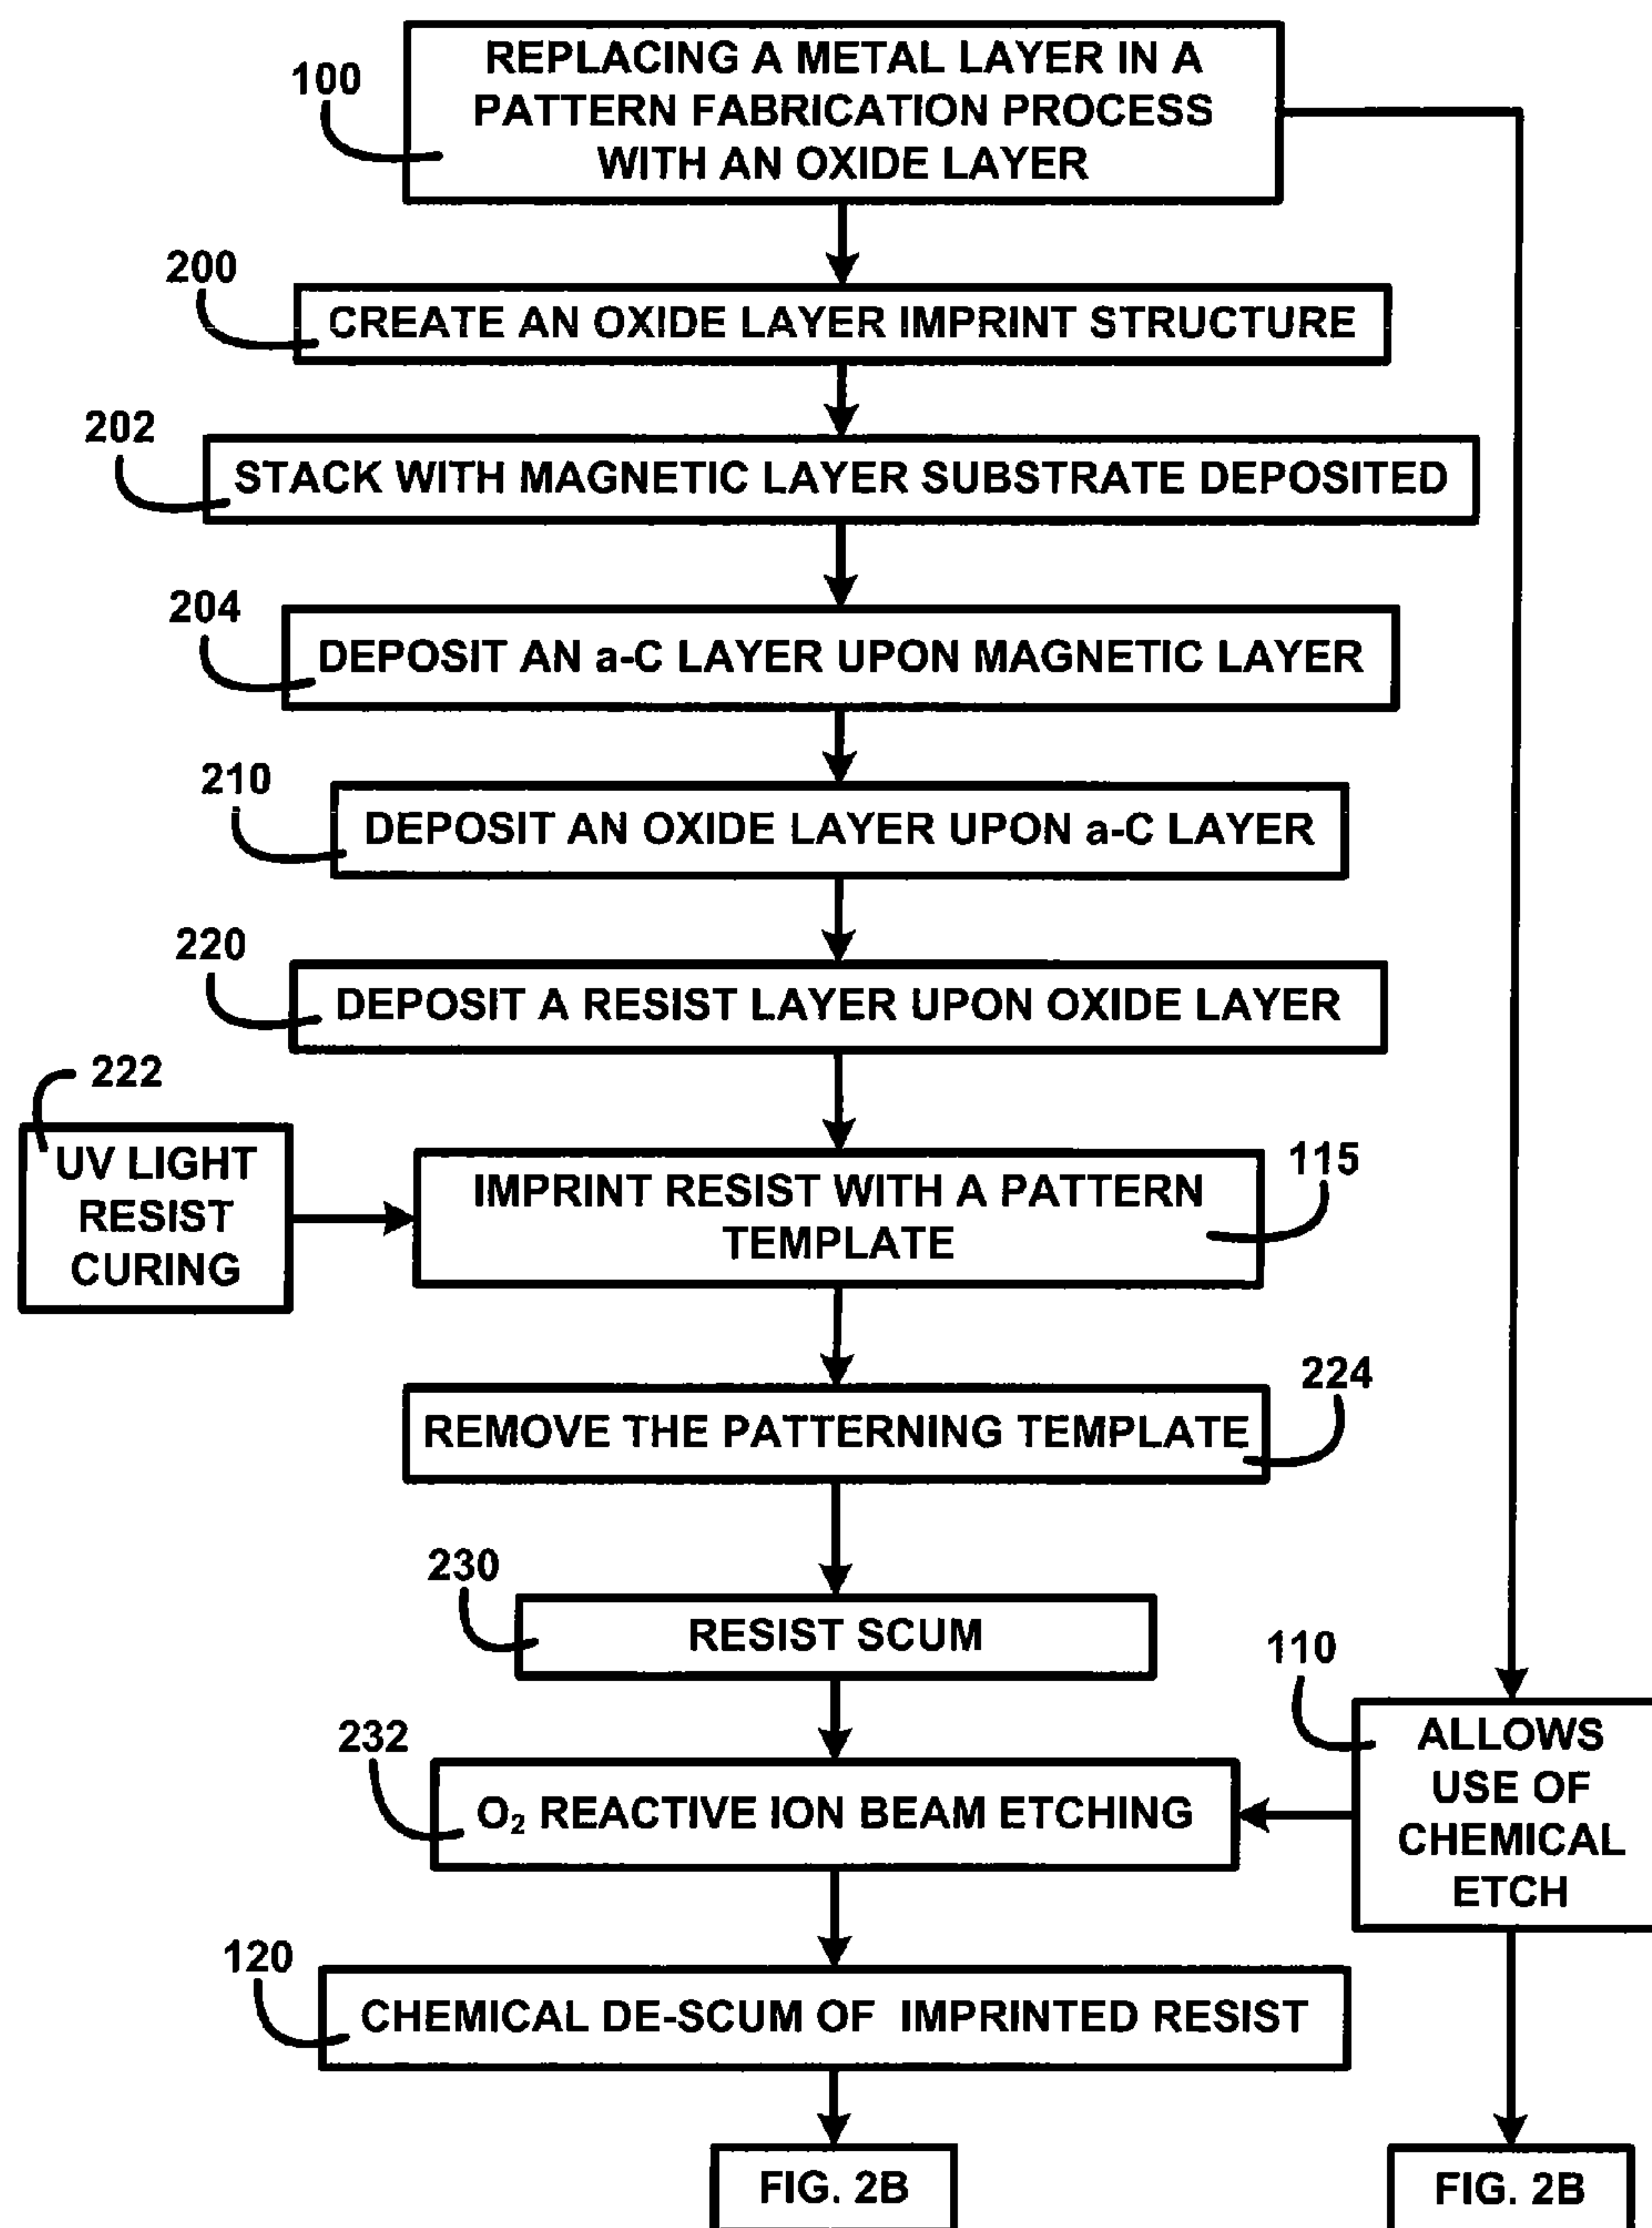 100
REPLACING A METAL LAYER IN A
PATTERN FABRICATION PROCESS
WITH AN OXIDE LAYER
200
CREATE AN OXIDE LAYER IMPRINT STRUCTURE
202
STACK WITH MAGNETIC LAYER SUBSTRATE DEPOSITED
204
DEPOSIT AN a-C LAYER UPON MAGNETIC LAYER
210
DEPOSIT AN OXIDE LAYER UPON a-C LAYER
220
DEPOSIT A RESIST LAYER UPON OXIDE LAYER
222
UV LIGHT
RESIST
CURING
115
IMPRINT RESIST WITH A PATTERN
TEMPLATE
224
REMOVE THE PATTERNING TEMPLATE
230
RESIST SCUM
110
ALLOWS
USE OF
CHEMICAL
ETCH
232
O₂ REACTIVE ION BEAM ETCHING
120
CHEMICAL DE-SCUM OF IMPRINTED RESIST
FIG. 2B
FIG. 2B